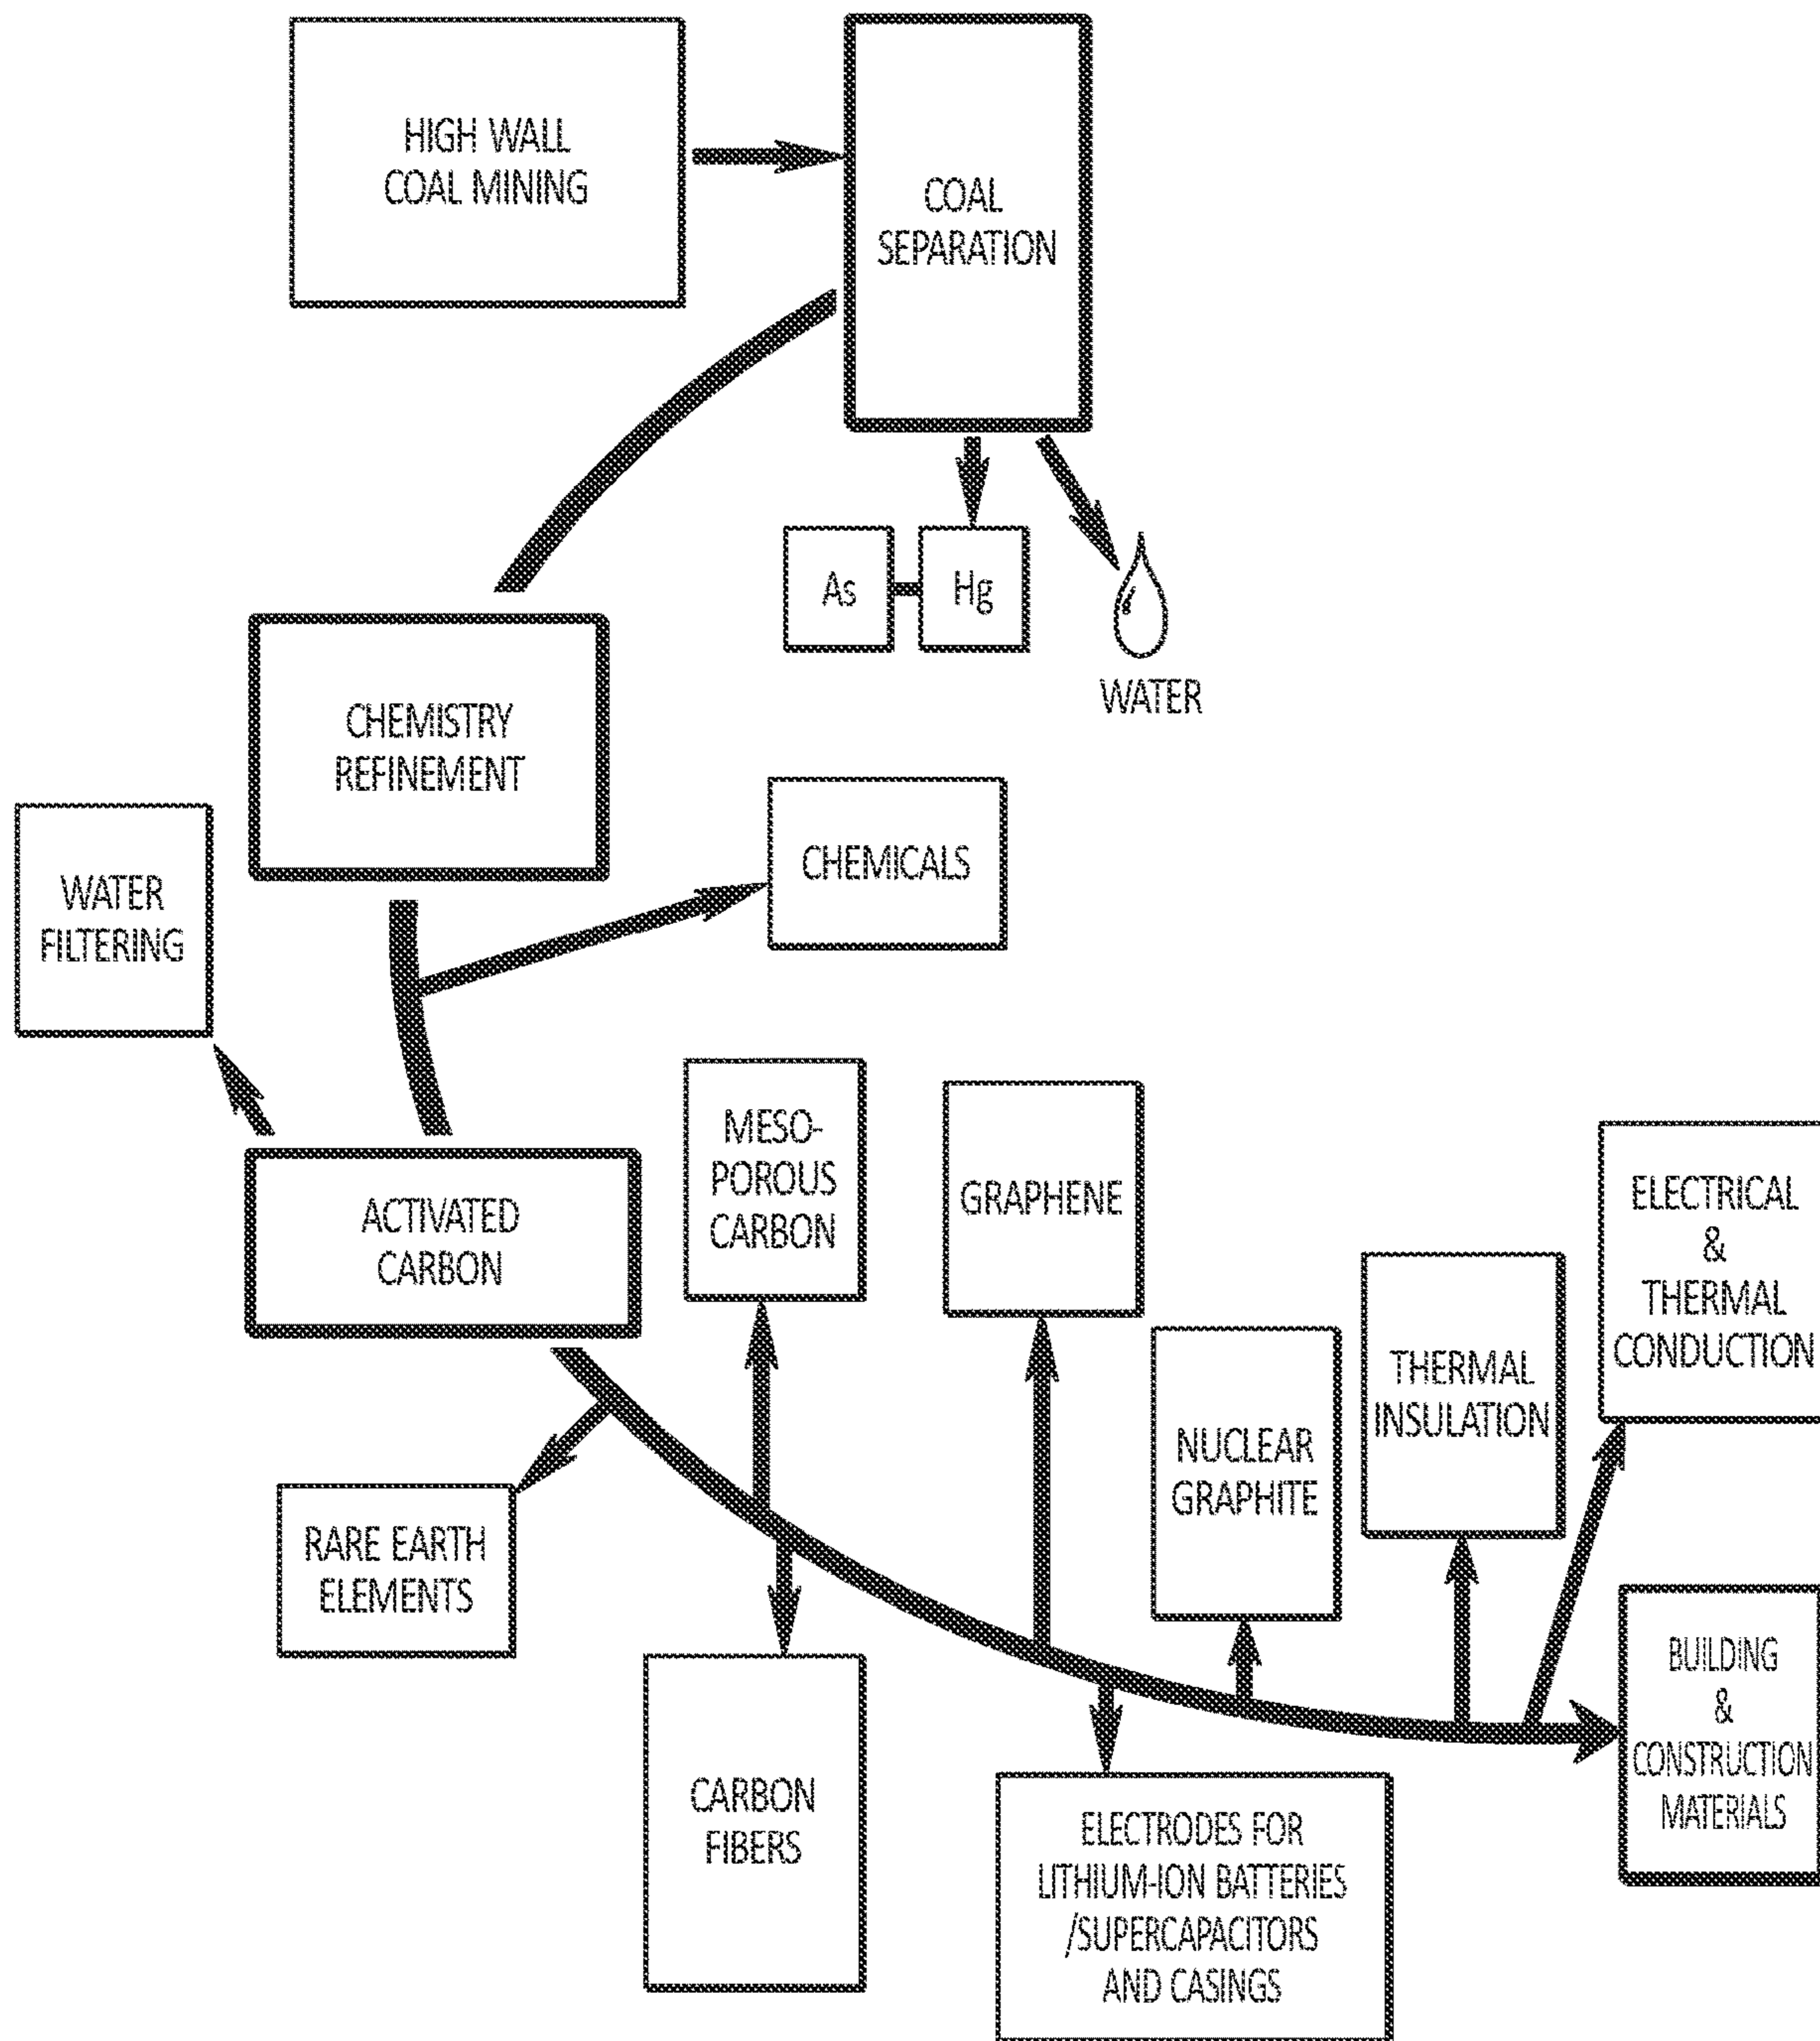 HIGH WALL
COAL MINING
COAL
SEPARATION
As
Hg
WATER
CHEMISTRY
REFINEMENT
CHEMICALS
WATER
FILTERING
ACTIVATED
CARBON
MESO-
POROUS
CARBON
GRAPHENE
NUCLEAR
GRAPHITE
THERMAL
INSULATION
ELECTRICAL
&
THERMAL
CONDUCTION
RARE EARTH
ELEMENTS
CARBON
FIBERS
ELECTRODES FOR
LITHIUM-ION BATTERIES
/SUPERCAPACITORS
AND CASINGS
BUILDING
&
CONSTRUCTION
MATERIALS